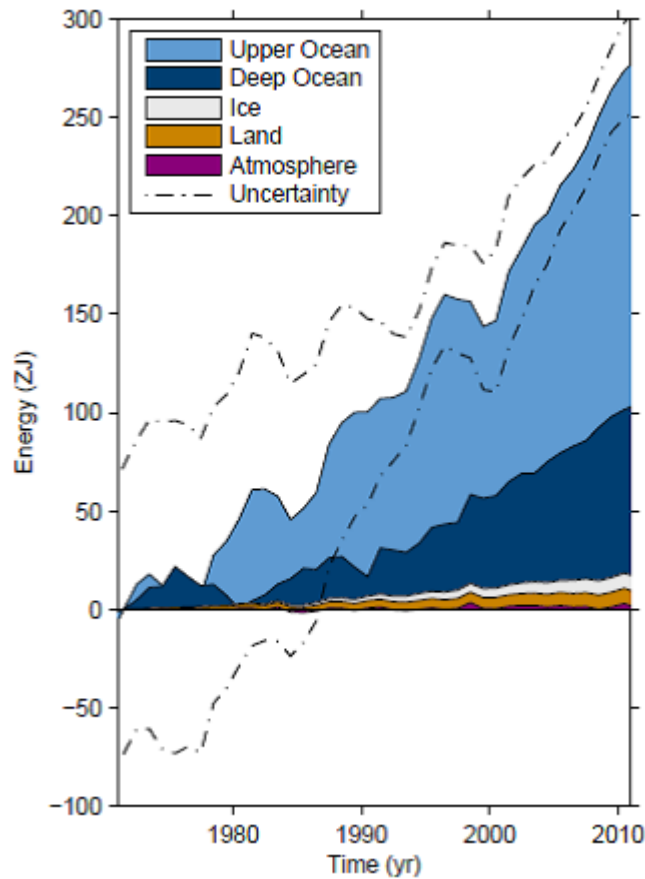 300
250
200
150
100
50
0
−50
−100
Upper Ocean
Deep Ocean
Ice
Land
Atmosphere
Uncertainty
Energy (ZJ)
1980 1990 2000 2010
Time (yr)